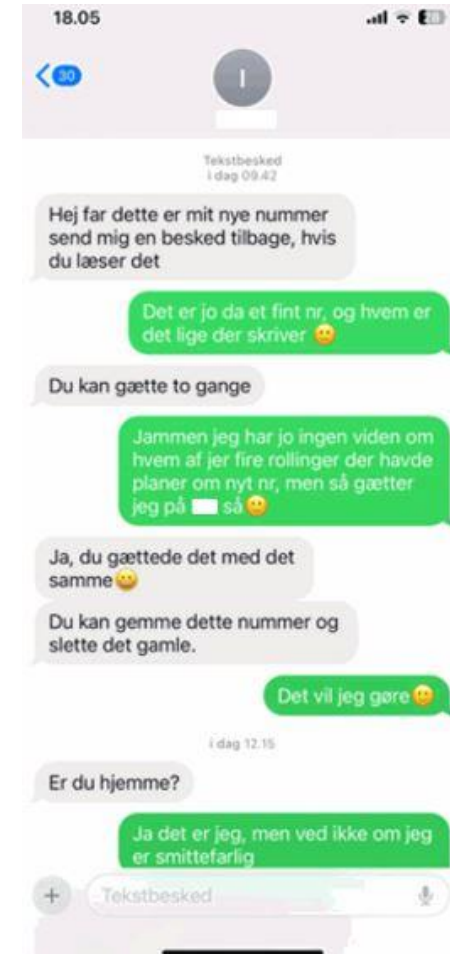 18.05
30
I
Tekstbesked
i dag 09.42
Hej far dette er mit nye nummer
send mig en besked tilbage, hvis
du læser det
Det er jo da et fint nr, og hvem er
det lige der skriver 🙂
Du kan gætte to gange
Jammen jeg har jo ingen viden om
hvem af jer fire rollinger der havde
planer om nyt nr, men så gætter
jeg på så🙂
Ja, du gættede det med det
samme😀
Du kan gemme dette nummer og
slette det gamle.
Det vil jeg gøre🙂
i dag 12.15
Er du hjemme?
Ja det er jeg, men ved ikke om jeg
er smittefarlig
Tekstbesked